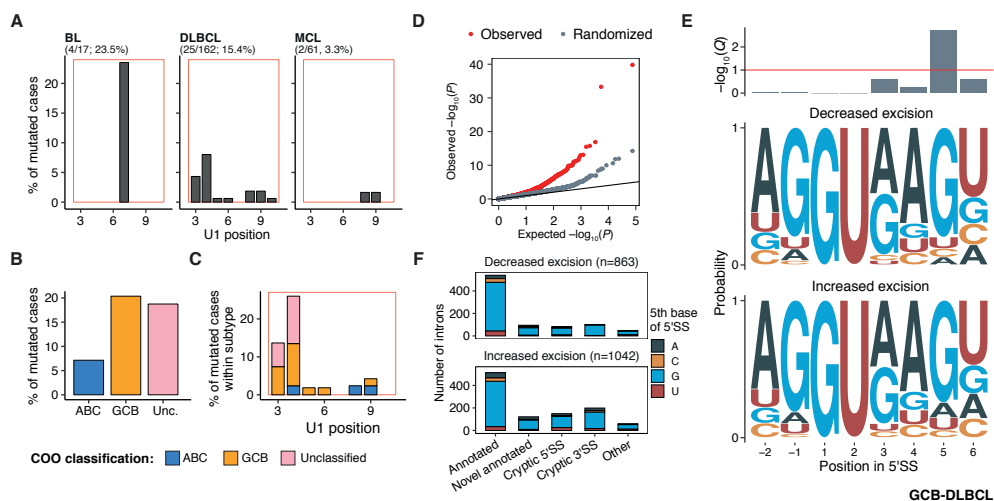 A
BL
(4/17; 23.5%)
DLBCL
(25/162; 15.4%)
MCL
(2/61, 3.3%)
% of mutated cases
20
15
10
5
0
3 6 9
3 6 9
3 6 9
U1 position
B
% of mutated cases
20
15
10
5
0
ABC GCB Unc.
C
% of mutated cases
within subtype
25
20
15
10
5
0
3 6 9
U1 position
COO classification: ABC GCB Unclassified
D
Observed Randomized
Observed −log10(P)
40
30
20
10
0
0 1 2 3 4 5
Expected −log10(P)
F
Decreased excision (n=863)
400
200
0
Increased excision (n=1042)
400
200
0
Number of introns
Annotated
Novel annotated
Cryptic 5'SS
Cryptic 3'SS
Other
5th base
of 5'SS
A
C
G
U
E
−log10(Q)
2
1
0
Decreased excision
1
0
A G G U A A G U
U U G G U G
G A U U C C
C C C C A A
Increased excision
1
0
A G G U A A G U
U A G G A G
G U U U U A
C C C C C C
Probability
-2 -1 1 2 3 4 5 6
Position in 5'SS
GCB-DLBCL